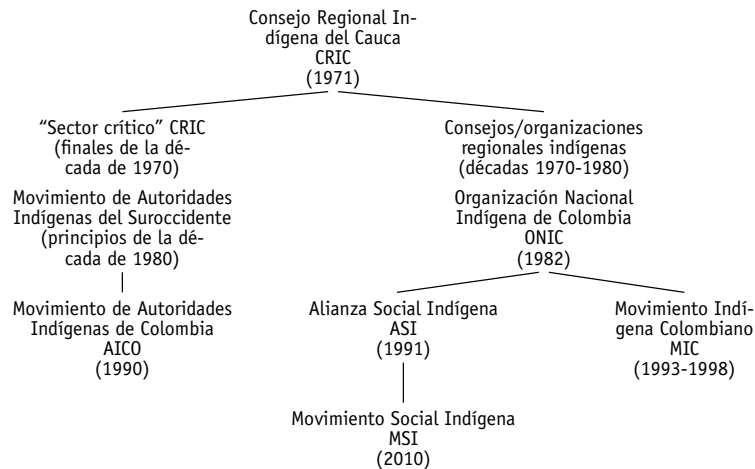 Consejo Regional In-
dígena del Cauca
CRIC
(1971)
“Sector crítico” CRIC
(finales de la dé-
cada de 1970)
Consejos/organizaciones
regionales indígenas
(décadas 1970-1980)
Movimiento de Autoridades
Indígenas del Suroccidente
(principios de la dé-
cada de 1980)
Organización Nacional
Indígena de Colombia
ONIC
(1982)
Movimiento de Autoridades
Indígenas de Colombia
AICO
(1990)
Alianza Social Indígena
ASI
(1991)
Movimiento Indí-
gena Colombiano
MIC
(1993-1998)
Movimiento Social Indígena
MSI
(2010)